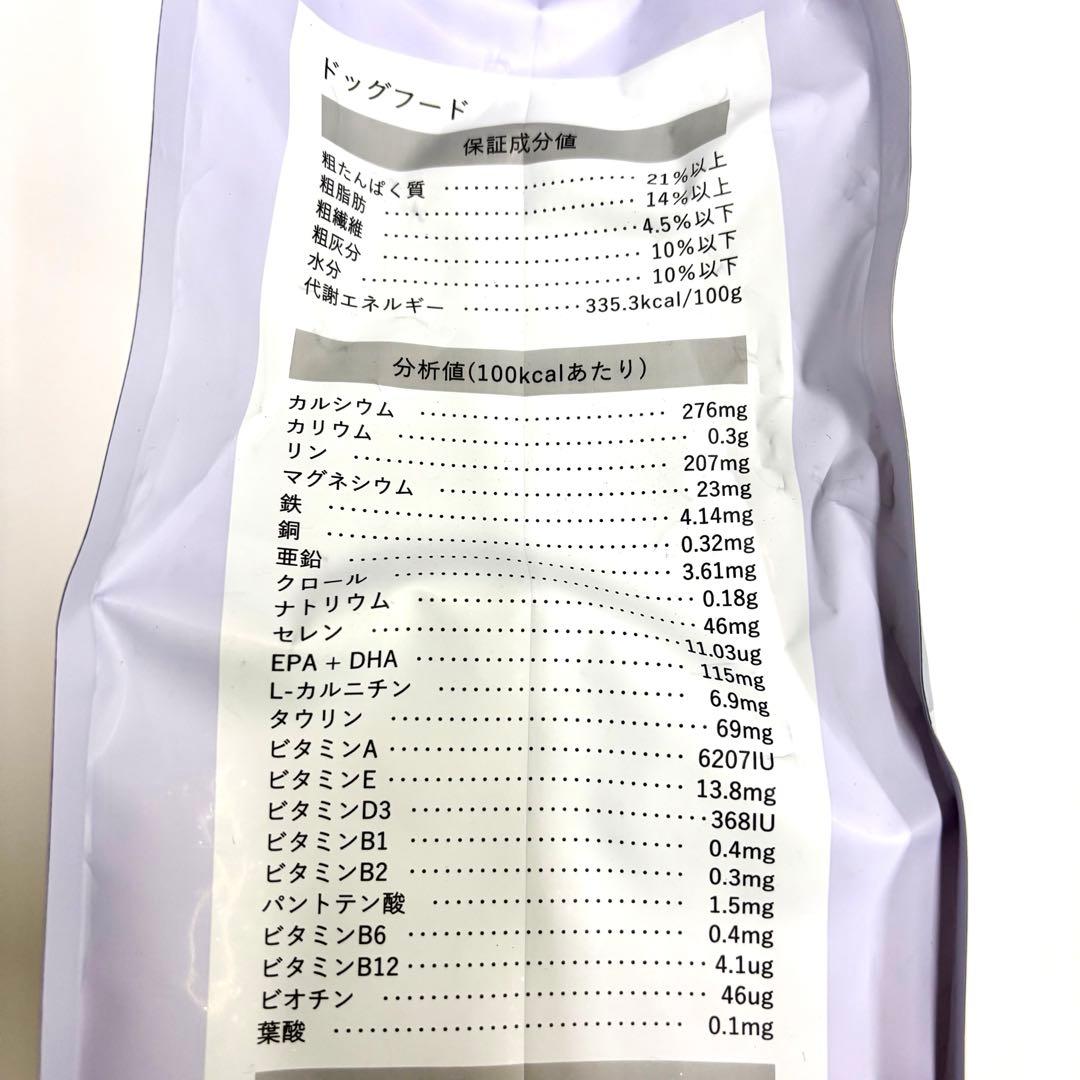 ドッグフード
保証成分値
粗たんぱく質 ‥‥‥‥‥‥‥‥‥‥ 21%以上
粗脂肪 ‥‥‥‥‥‥‥‥‥‥‥‥ 14%以上
粗繊維 ‥‥‥‥‥‥‥‥‥‥‥‥ 4.5%以下
粗灰分 ‥‥‥‥‥‥‥‥‥‥‥‥ 10%以下
水分 ‥‥‥‥‥‥‥‥‥‥‥‥‥ 10%以下
代謝エネルギー ‥‥‥‥‥‥ 335.3kcal/100g
分析値(100kcalあたり)
カルシウム ‥‥‥‥‥‥‥‥‥‥‥ 276mg
カリウム ‥‥‥‥‥‥‥‥‥‥‥‥ 0.3g
リン ‥‥‥‥‥‥‥‥‥‥‥‥‥‥ 207mg
マグネシウム ‥‥‥‥‥‥‥‥‥‥‥ 23mg
鉄 ‥‥‥‥‥‥‥‥‥‥‥‥‥‥‥ 4.14mg
銅 ‥‥‥‥‥‥‥‥‥‥‥‥‥‥‥ 0.32mg
亜鉛 ‥‥‥‥‥‥‥‥‥‥‥‥‥‥ 3.61mg
クロール ‥‥‥‥‥‥‥‥‥‥‥‥ 0.18g
ナトリウム ‥‥‥‥‥‥‥‥‥‥‥‥ 46mg
セレン ‥‥‥‥‥‥‥‥‥‥‥‥‥ 11.03ug
EPA + DHA ‥‥‥‥‥‥‥‥‥‥‥‥ 115mg
L-カルニチン ‥‥‥‥‥‥‥‥‥‥‥ 6.9mg
タウリン ‥‥‥‥‥‥‥‥‥‥‥‥‥ 69mg
ビタミンA ‥‥‥‥‥‥‥‥‥‥‥‥ 6207IU
ビタミンE ‥‥‥‥‥‥‥‥‥‥‥‥ 13.8mg
ビタミンD3 ‥‥‥‥‥‥‥‥‥‥‥‥ 368IU
ビタミンB1 ‥‥‥‥‥‥‥‥‥‥‥ 0.4mg
ビタミンB2 ‥‥‥‥‥‥‥‥‥‥‥ 0.3mg
パントテン酸 ‥‥‥‥‥‥‥‥‥‥ 1.5mg
ビタミンB6 ‥‥‥‥‥‥‥‥‥‥‥ 0.4mg
ビタミンB12 ‥‥‥‥‥‥‥‥‥‥‥ 4.1ug
ビオチン ‥‥‥‥‥‥‥‥‥‥‥‥‥ 46ug
葉酸 ‥‥‥‥‥‥‥‥‥‥‥‥‥‥ 0.1mg